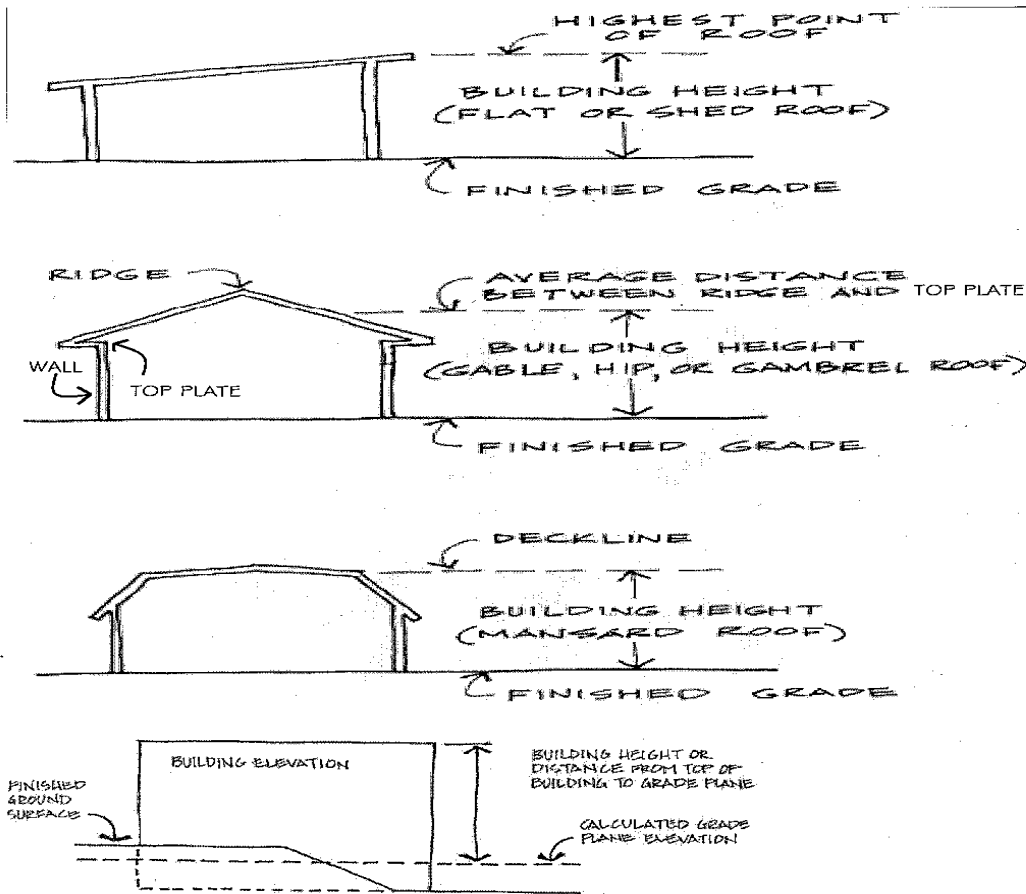 HIGHEST POINT
OF ROOF
BUILDING HEIGHT
(FLAT OR SHED ROOF)
FINISHED GRADE
RIDGE
AVERAGE DISTANCE
BETWEEN RIDGE AND TOP PLATE
WALL
TOP PLATE
BUILDING HEIGHT
(GABLE, HIP, OR GAMBREL ROOF)
FINISHED GRADE
DECKLINE
BUILDING HEIGHT
(MANSARD ROOF)
FINISHED GRADE
BUILDING ELEVATION
BUILDING HEIGHT OR
DISTANCE FROM TOP OF
BUILDING TO GRADE PLANE
FINISHED
GROUND
SURFACE
CALCULATED GRADE
PLANE ELEVATION